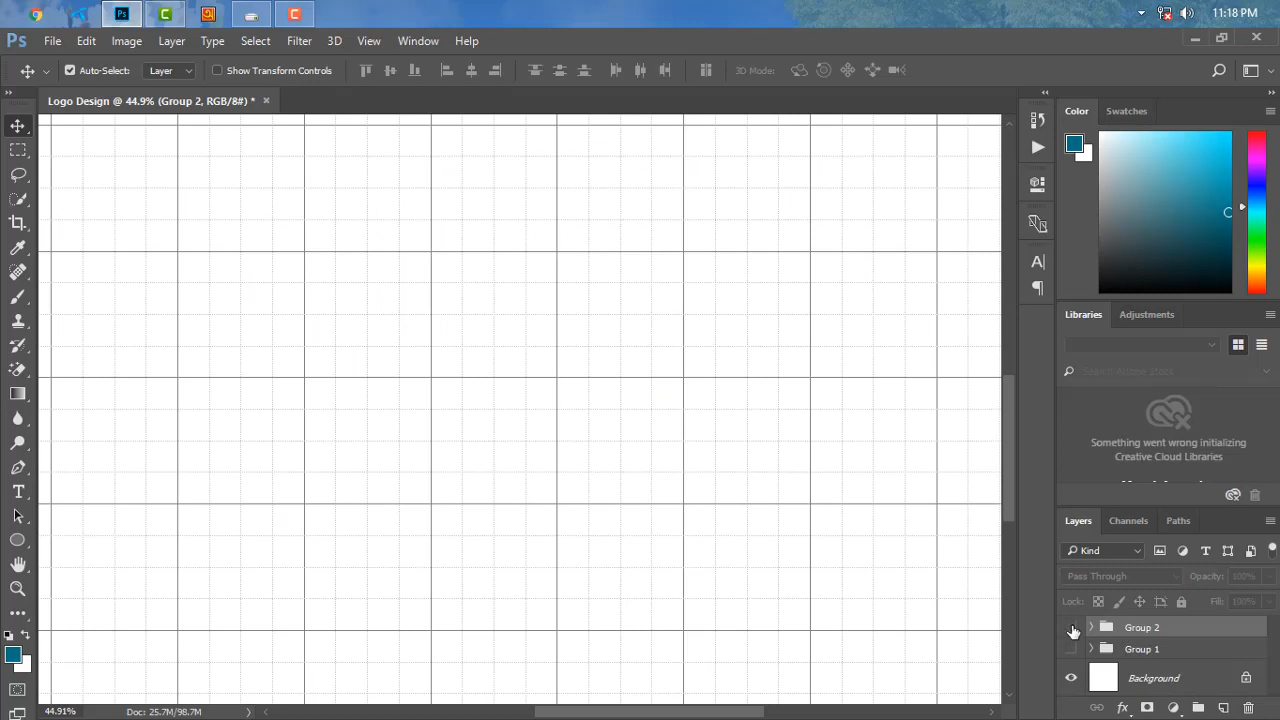 11:18 PM
Ps File Edit Image Layer Type Select Filter 3D View Window Help
Auto-Select: Layer Show Transform Controls 3D Mode:
Logo Design @ 44.9% (Group 2, RGB/8#) * ×
Color Swatches
Libraries Adjustments
Search Adobe Stock
Something went wrong initializing
Creative Cloud Libraries
Layers Channels Paths
Kind
Pass Through Opacity: 100%
Lock: Fill: 100%
Group 2
Group 1
Background
44.91% Doc: 25.7M/98.7M